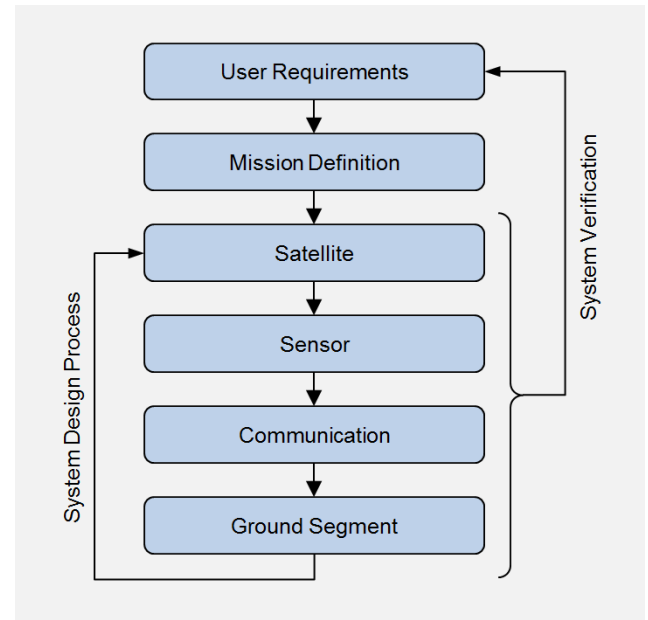 User Requirements
Mission Definition
Satellite
Sensor
Communication
Ground Segment
System Design Process
System Verification